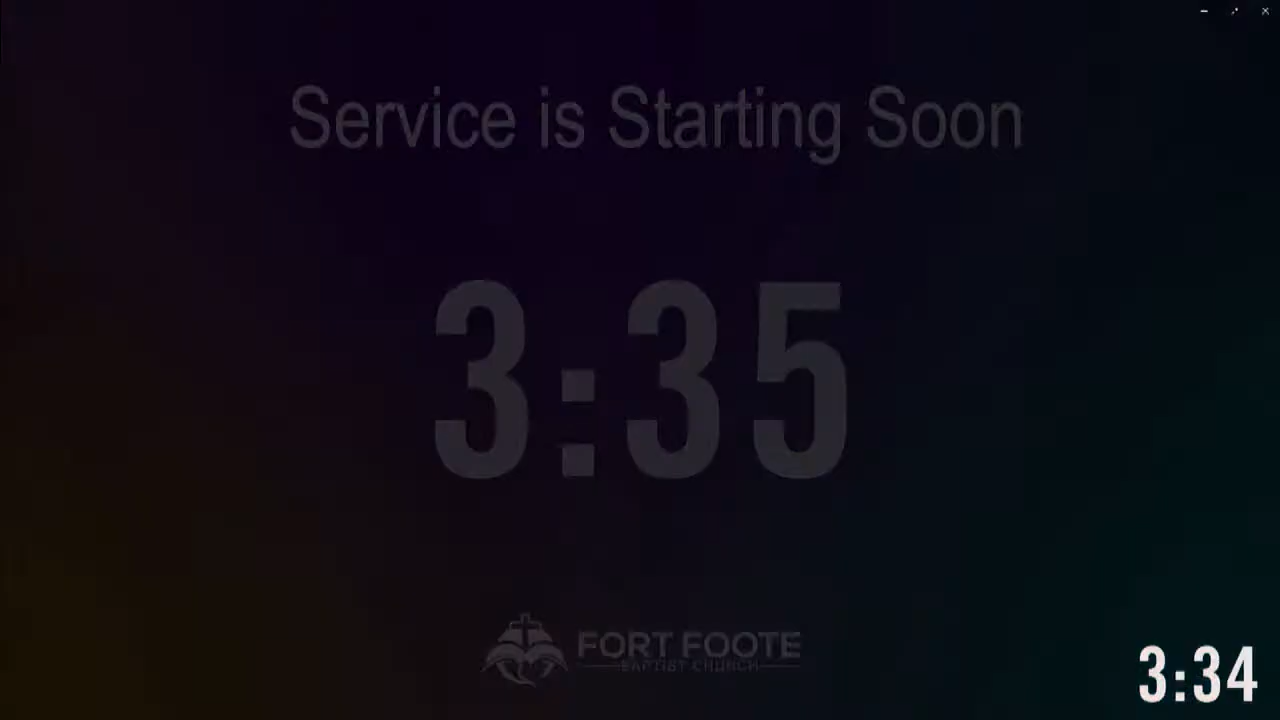 Service is Starting Soon
3:35
FORT FOOTE
BAPTIST CHURCH
3:34